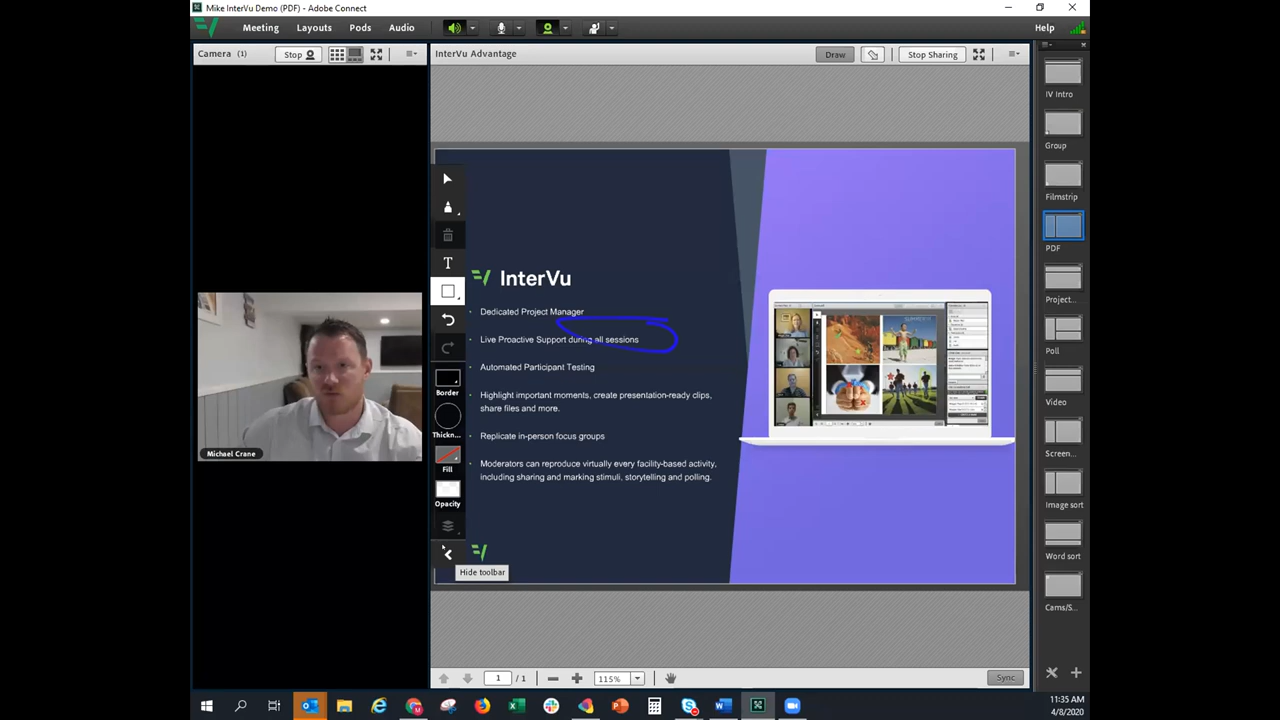 Mike InterVu Demo (PDF) - Adobe Connect
Meeting Layouts Pods Audio Help
Camera (1) Stop
InterVu Advantage Draw Stop Sharing
IV Intro
Group
Filmstrip
PDF
Project...
Poll
Video
Screen...
Image sort
Word sort
Cams/S...
T
InterVu
Dedicated Project Manager
Live Proactive Support during all sessions
Automated Participant Testing
Highlight important moments, create presentation-ready clips,
share files and more.
Replicate in-person focus groups
Moderators can reproduce virtually every facility-based activity,
including sharing and marking stimuli, storytelling and polling.
Border
Thickn...
Fill
Opacity
Hide toolbar
Michael Crane
1 / 1 115% Sync
11:35 AM
4/8/2020